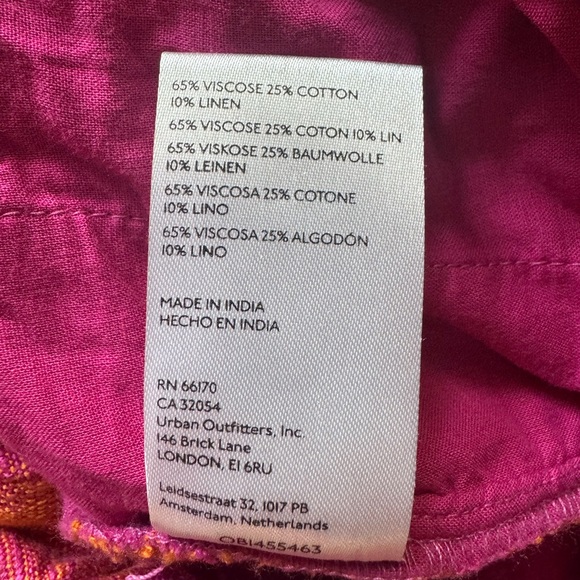 65% VISCOSE 25% COTTON
10% LINEN
65% VISCOSE 25% COTON 10% LIN
65% VISKOSE 25% BAUMWOLLE
10% LEINEN
65% VISCOSA 25% COTONE
10% LINO
65% VISCOSA 25% ALGODÓN
10% LINO
MADE IN INDIA
HECHO EN INDIA
RN 66170
CA 32054
Urban Outfitters, Inc.
146 Brick Lane
LONDON, E1 6RU
Leidsestraat 32, 1017 PB
Amsterdam, Netherlands
OB1455463